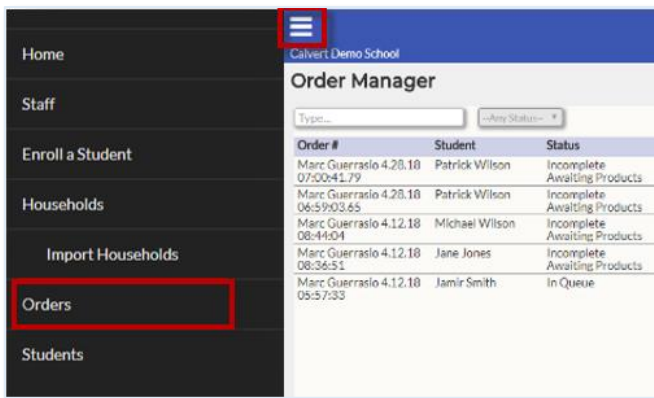 Home
Staff
Enroll a Student
Households
Import Households
Orders
Students
Calvert Demo School
Order Manager
Type...
--Any Status--
Order # Student Status
Marc Guerrasio 4.28.18 Patrick Wilson Incomplete
07:00:41.79 Awaiting Products
Marc Guerrasio 4.28.18 Patrick Wilson Incomplete
06:59:03.65 Awaiting Products
Marc Guerrasio 4.12.18 Michael Wilson Incomplete
08:44:04 Awaiting Products
Marc Guerrasio 4.12.18 Jane Jones Incomplete
08:36:51 Awaiting Products
Marc Guerrasio 4.12.18 Jamir Smith In Queue
05:57:33